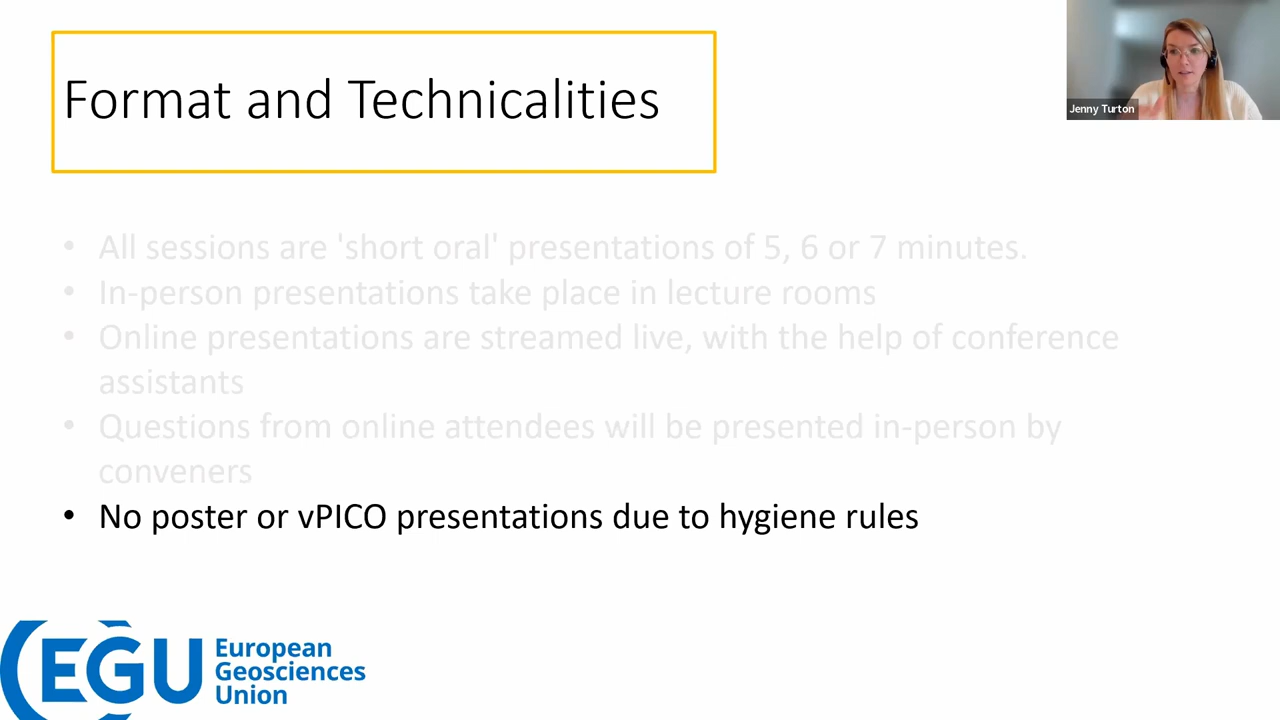 Format and Technicalities
Jenny Turton
• All sessions are 'short oral' presentations of 5, 6 or 7 minutes.
• In-person presentations take place in lecture rooms
• Online presentations are streamed live, with the help of conference
assistants
• Questions from online attendees will be presented in-person by
conveners
• No poster or vPICO presentations due to hygiene rules
EGU
European
Geosciences
Union